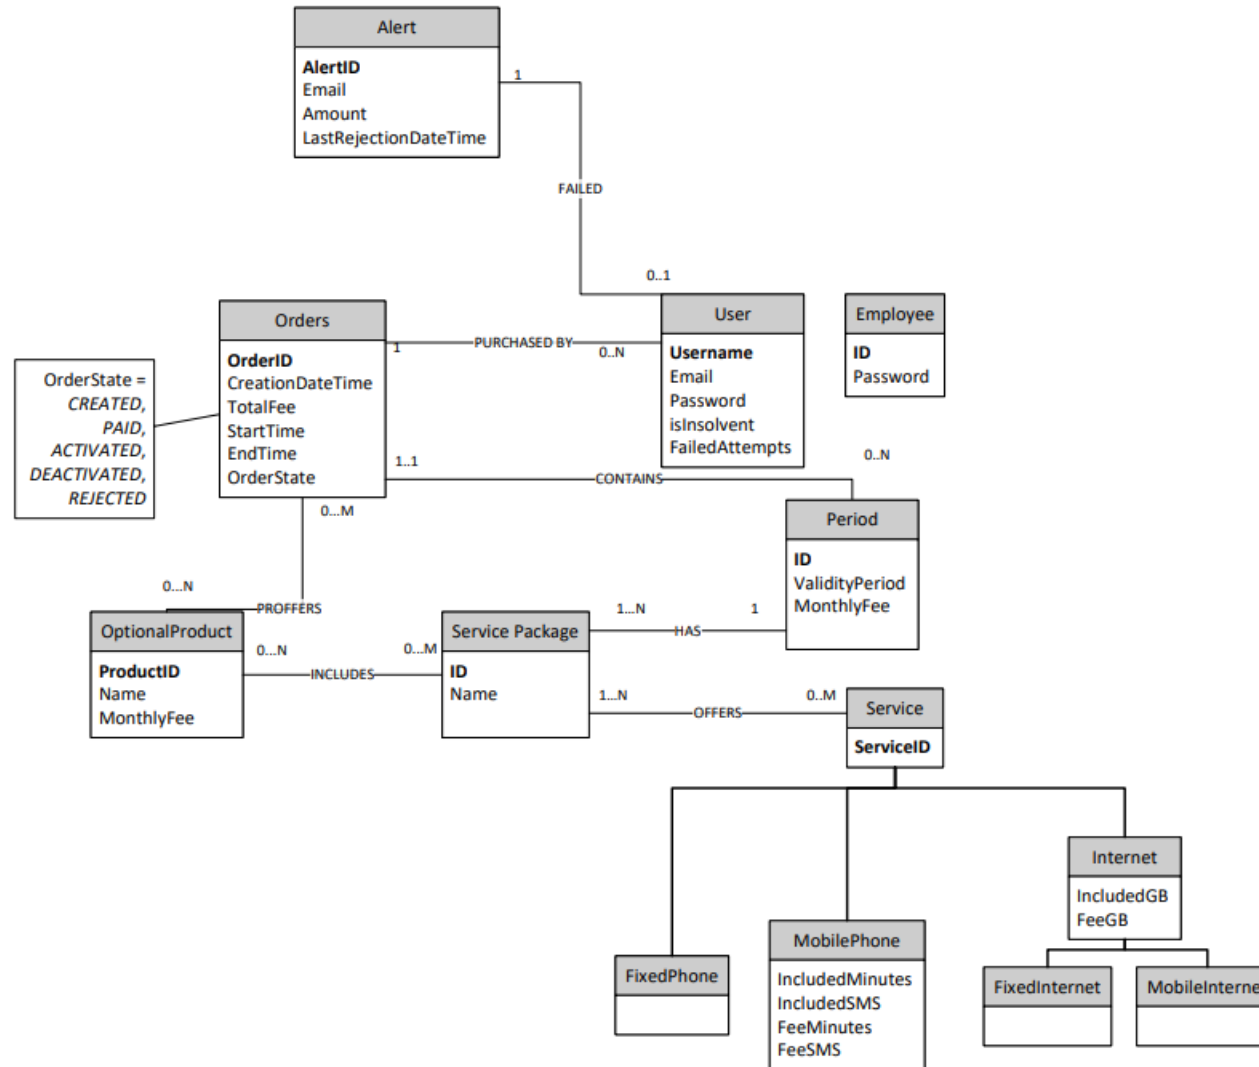 Alert
AlertID
Email
Amount
LastRejectionDateTime
1
FAILED
0..1
Orders
OrderID
CreationDateTime
TotalFee
StartTime
EndTime
OrderState
OrderState =
CREATED,
PAID,
ACTIVATED,
DEACTIVATED,
REJECTED
1
PURCHASED BY
0..N
User
Username
Email
Password
isInsolvent
FailedAttempts
Employee
ID
Password
1..1
CONTAINS
0..N
Period
ID
ValidityPeriod
MonthlyFee
0...M
0...N
PROFFERS
OptionalProduct
ProductID
Name
MonthlyFee
0...N
INCLUDES
0...M
Service Package
ID
Name
1...N
HAS
1
1...N
OFFERS
0...M
Service
ServiceID
FixedPhone
MobilePhone
IncludedMinutes
IncludedSMS
FeeMinutes
FeeSMS
Internet
IncludedGB
FeeGB
FixedInternet
MobileInterne